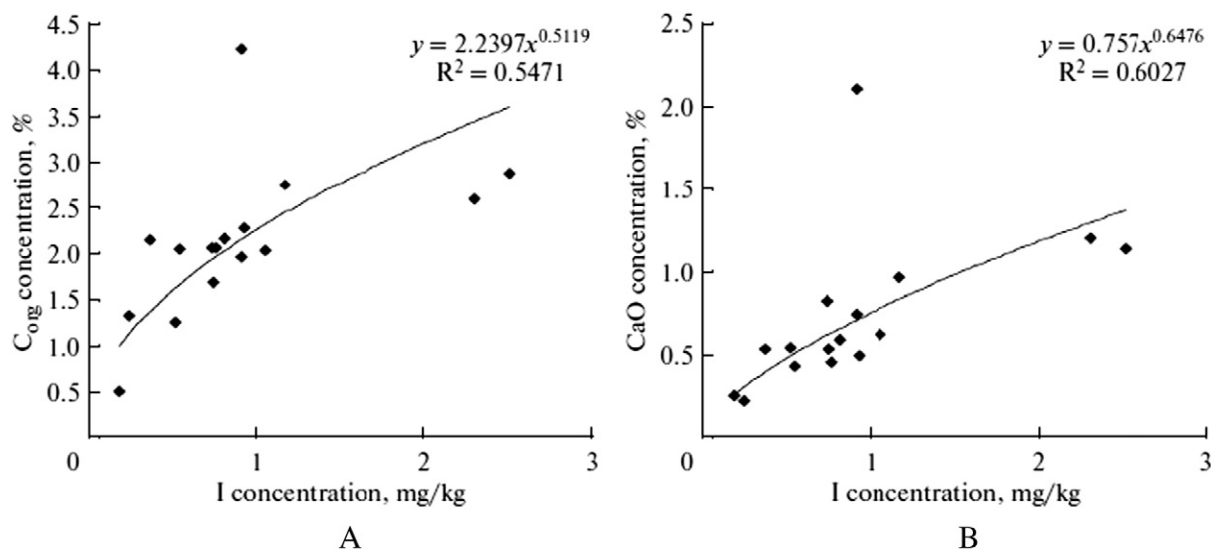 4.5
4.0
3.5
3.0
2.5
2.0
1.5
1.0
0.5
0
1
2
3
C_org concentration, %
I concentration, mg/kg
y = 2.2397x^0.5119
R² = 0.5471
A
2.5
2.0
1.5
1.0
0.5
0
1
2
3
CaO concentration, %
I concentration, mg/kg
y = 0.757x^0.6476
R² = 0.6027
B